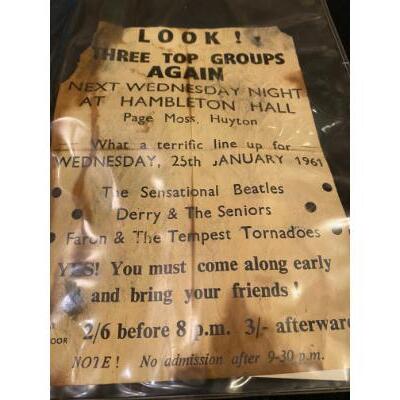 LOOK!
THREE TOP GROUPS
AGAIN
NEXT WEDNESDAY NIGHT
AT HAMBLETON HALL
Page Moss, Huyton
— What a terrific line up for
WEDNESDAY, 25th JANUARY 1961
The Sensational Beatles
Derry & The Seniors
Faron & The Tempest Tornadoes
YES! You must come along early
and bring your friends!
2/6 before 8 p.m. 3/- afterwar
NOTE! No admission after 9-30 p.m.